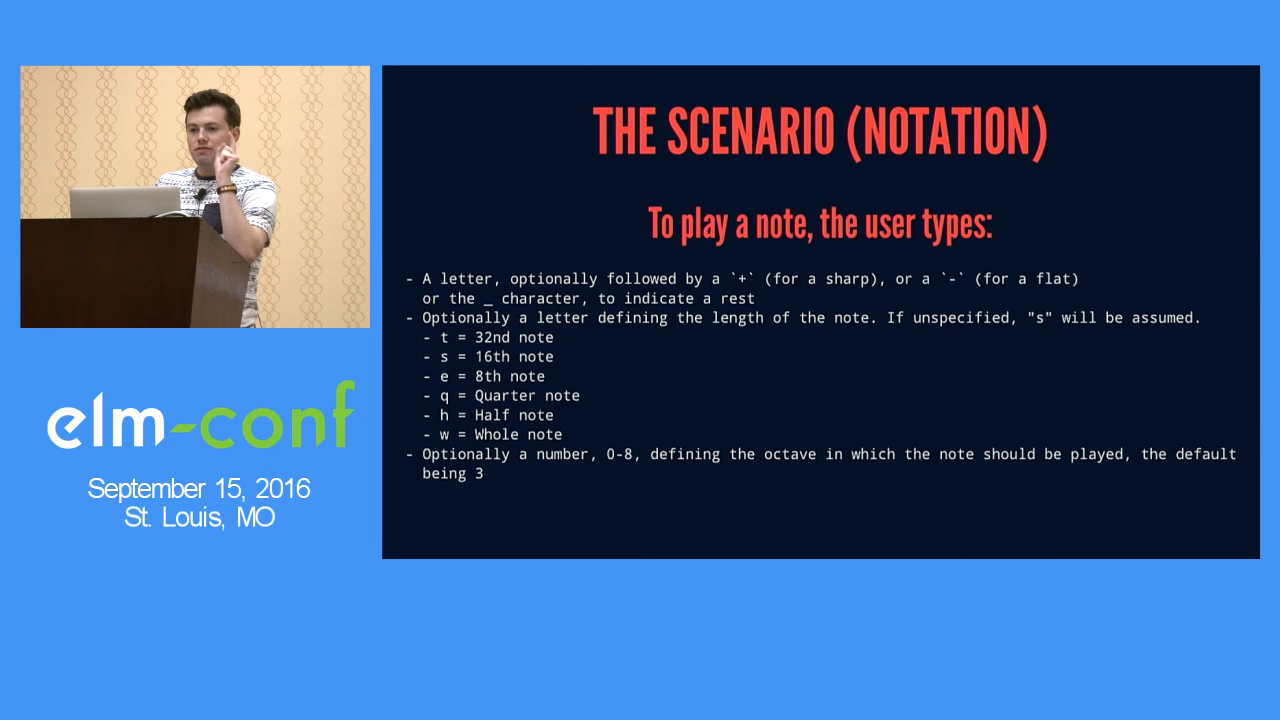 THE SCENARIO (NOTATION)
To play a note, the user types:
- A letter, optionally followed by a `+` (for a sharp), or a `-` (for a flat)
or the _ character, to indicate a rest
- Optionally a letter defining the length of the note. If unspecified, "s" will be assumed.
- t = 32nd note
- s = 16th note
- e = 8th note
- q = Quarter note
- h = Half note
- w = Whole note
- Optionally a number, 0-8, defining the octave in which the note should be played, the default
being 3
elm-conf
September 15, 2016
St. Louis, MO